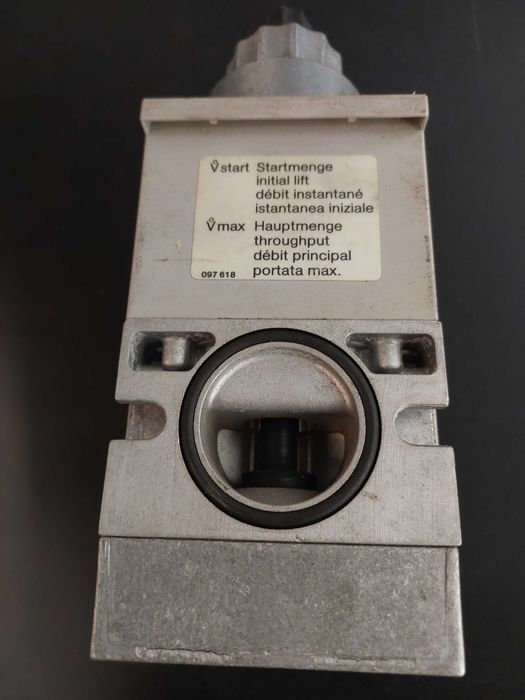 V̊ start Startmenge
initial lift
débit instantané
istantanea iniziale
V̊ max Hauptmenge
throughput
débit principal
097 618 portata max.